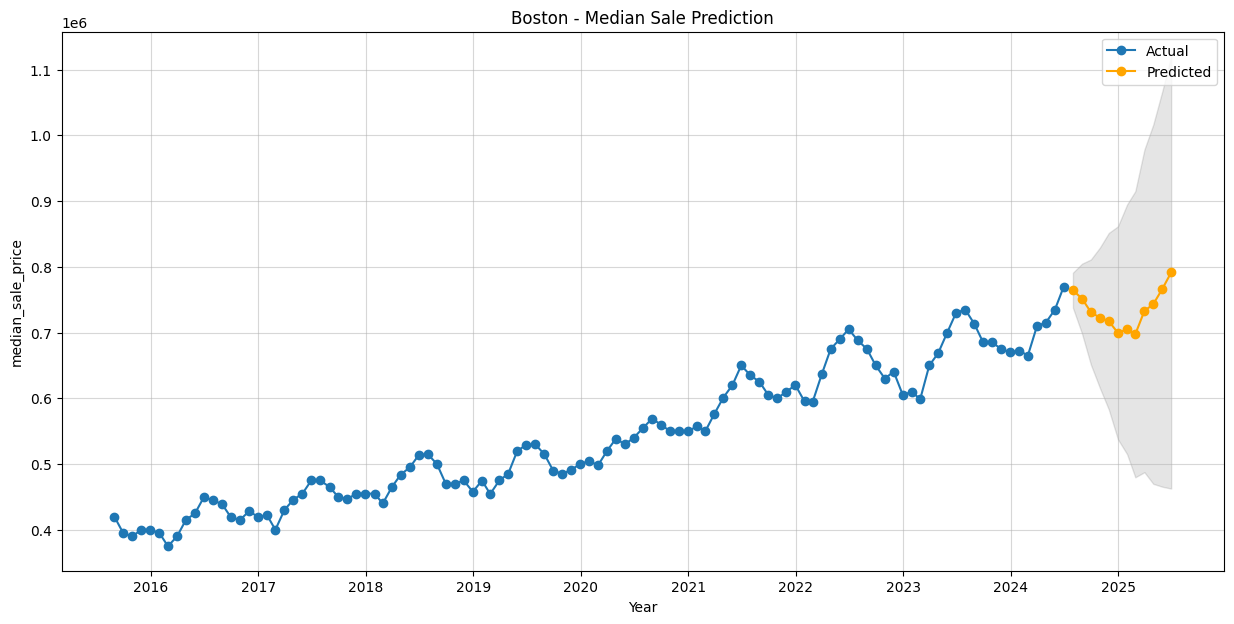 Boston - Median Sale Prediction
1e6
Actual
Predicted
1.1
1.0
0.9
0.8
0.7
0.6
0.5
0.4
median_sale_price
2016 2017 2018 2019 2020 2021 2022 2023 2024 2025
Year